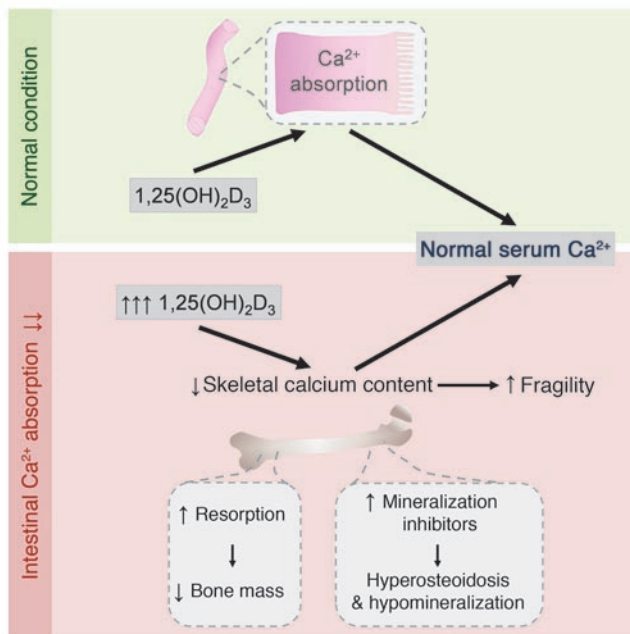 Normal condition
Ca²⁺
absorption
1,25(OH)₂D₃
Normal serum Ca²⁺
Intestinal Ca²⁺ absorption ↓↓
↑↑↑ 1,25(OH)₂D₃
↓ Skeletal calcium content
↑ Fragility
↑ Resorption
↓ Bone mass
↑ Mineralization
inhibitors
Hyperosteoidosis
& hypomineralization